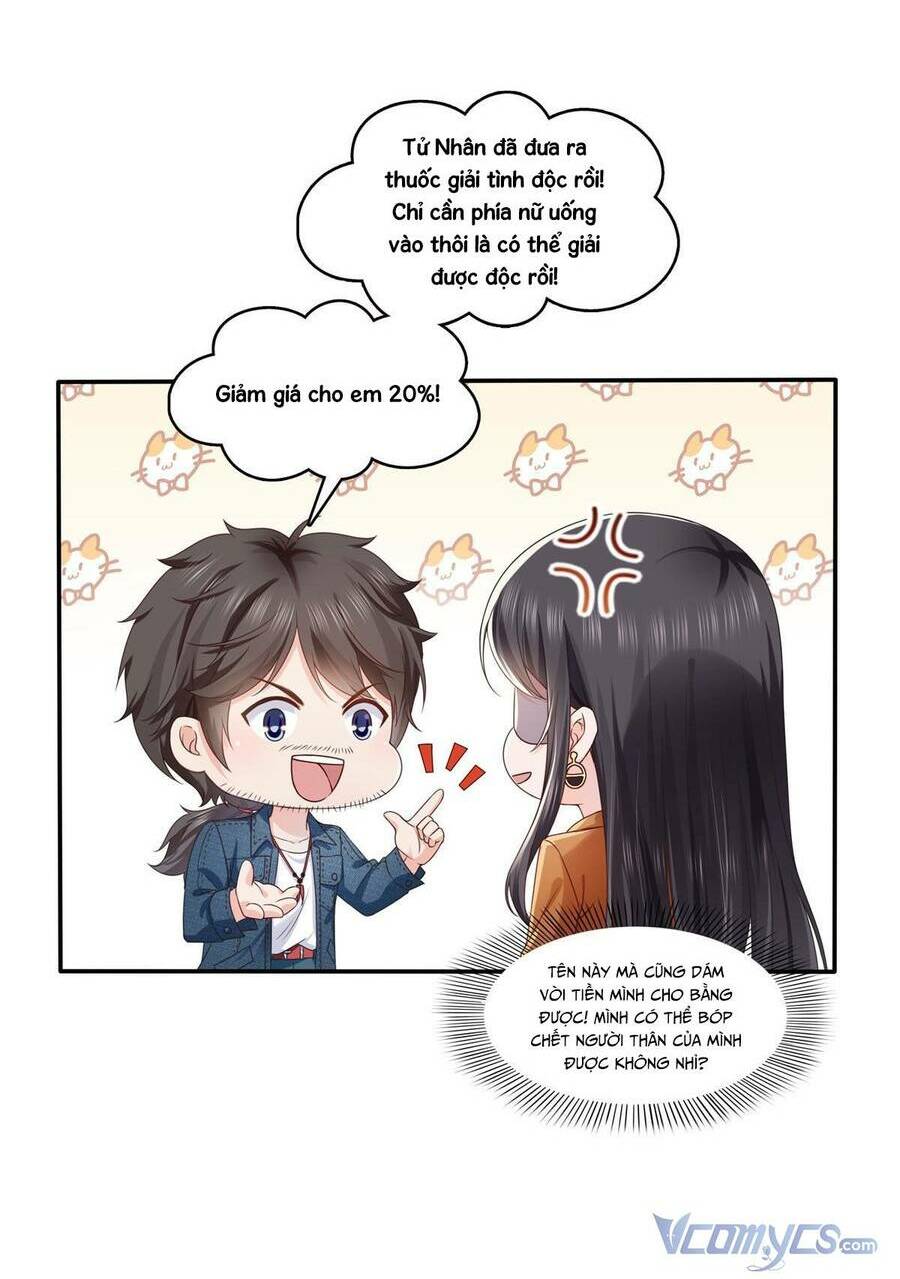 Tử Nhân đã đưa ra
thuốc giải tình độc rồi!
Chỉ cần phía nữ uống
vào thôi là có thể giải
được độc rồi!
Giảm giá cho em 20%!
TÊN NÀY MÀ CŨNG DÁM
VỜI TIỀN MÌNH CHO BẰNG
ĐƯỢC! MÌNH CÓ THỂ BÓP
CHẾT NGƯỜI THÂN CỦA MÌNH
ĐƯỢC KHÔNG NHỈ?
Vcomycs.com